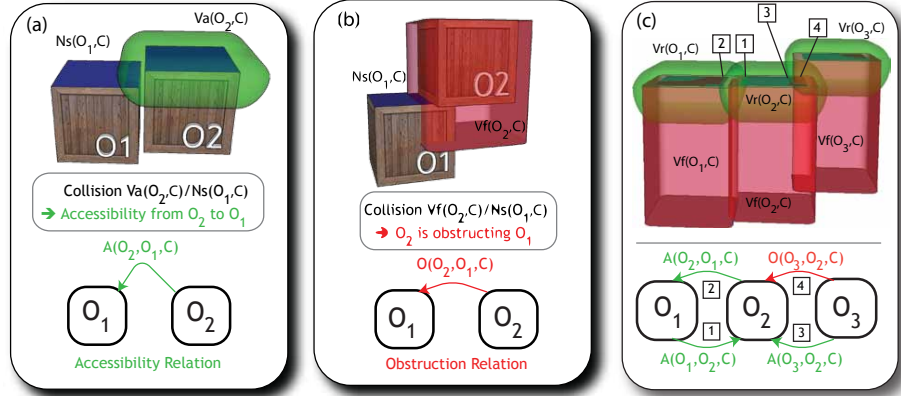 (a)
Va(O2,C)
Ns(O1,C)
O1
O2
Collision Va(O2,C)/Ns(O1,C)
➔ Accessibility from O2 to O1
A(O2,O1,C)
O1
O2
Accessibility Relation
(b)
Ns(O1,C)
O2
Vf(O2,C)
O1
Collision Vf(O2,C)/Ns(O1,C)
➔ O2 is obstructing O1
O(O2,O1,C)
O1
O2
Obstruction Relation
(c)
3
Vr(O3,C)
Vr(O1,C)
2
1
4
Vr(O2,C)
Vf(O1,C)
Vf(O3,C)
Vf(O2,C)
A(O2,O1,C)
O(O3,O2,C)
2
4
O1
O2
O3
1
3
A(O1,O2,C)
A(O3,O2,C)